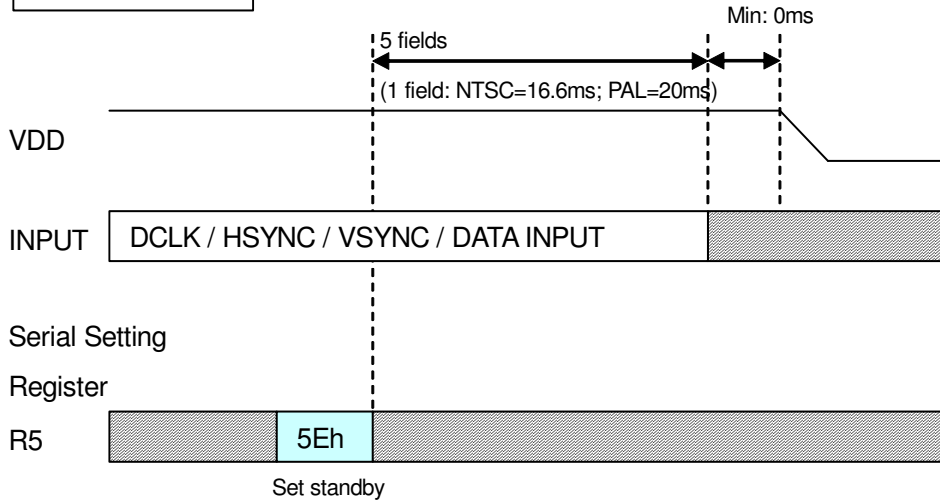 Min: 0ms
5 fields
(1 field: NTSC=16.6ms; PAL=20ms)
VDD
INPUT
DCLK / HSYNC / VSYNC / DATA INPUT
Serial Setting
Register
R5
5Eh
Set standby